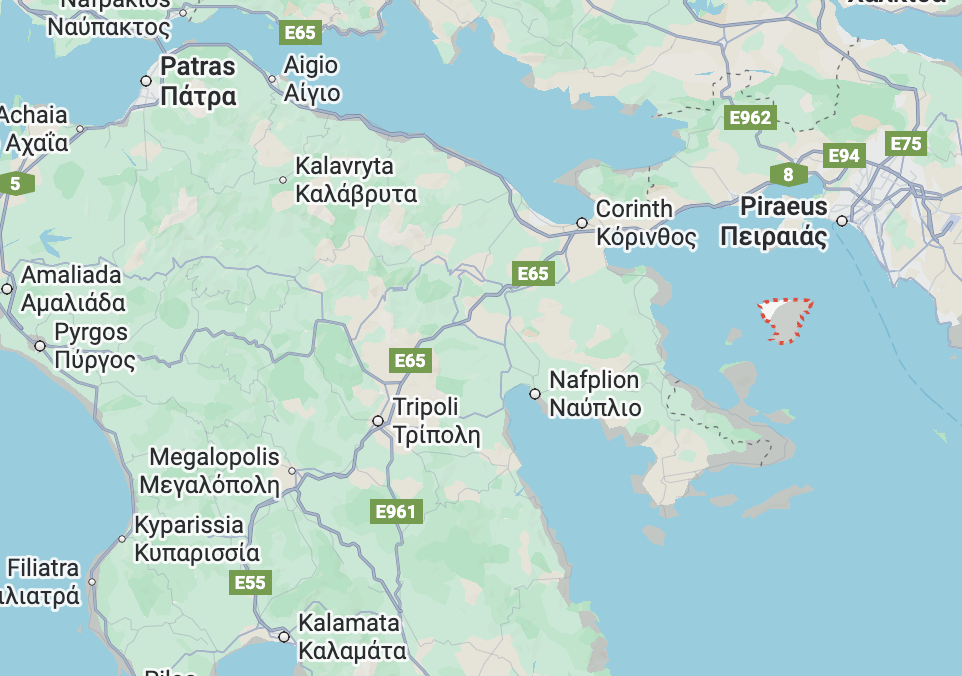 Nafpaktos
Ναύπακτος
E65
Patras
Πάτρα
Aigio
Αίγιο
Achaia
Αχαΐα
E962
E75
E94
5
Kalavryta
Καλάβρυτα
8
Corinth
Κόρινθος
Piraeus
Πειραιάς
E65
Amaliada
Αμαλιάδα
Pyrgos
Πύργος
E65
Nafplion
Ναύπλιο
Tripoli
Τρίπολη
Megalopolis
Μεγαλόπολη
E961
Kyparissia
Κυπαρισσία
Filiatra
ιλιατρά
E55
Kalamata
Καλαμάτα